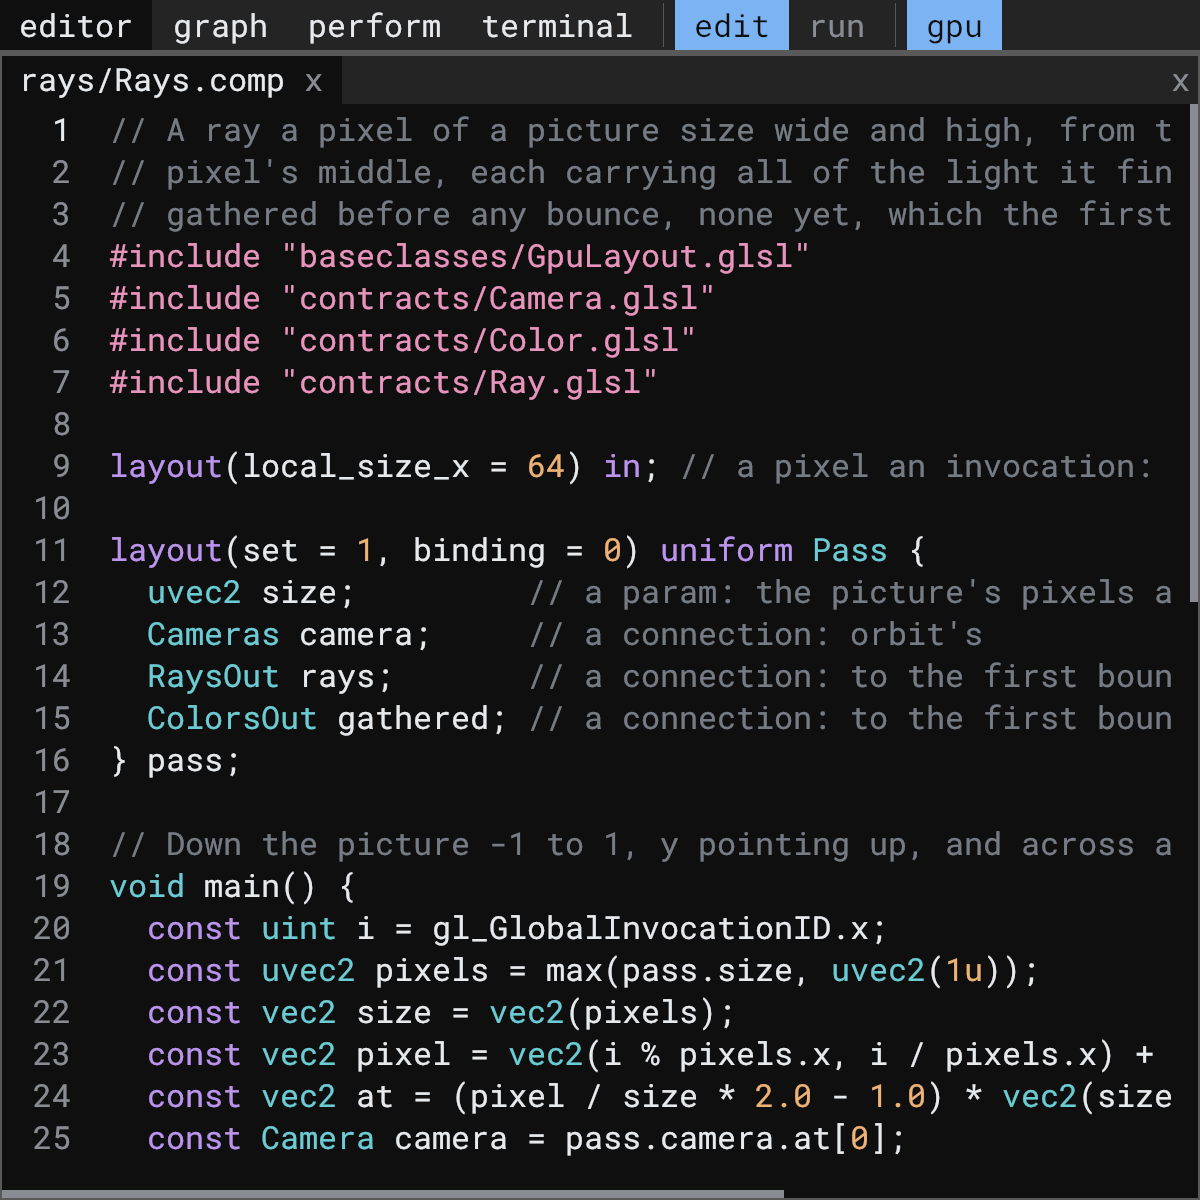 editor graph perform terminal edit run gpu
rays/Rays.comp x x
1 // A ray a pixel of a picture size wide and high, from t
2 // pixel's middle, each carrying all of the light it fin
3 // gathered before any bounce, none yet, which the first
4 #include "baseclasses/GpuLayout.glsl"
5 #include "contracts/Camera.glsl"
6 #include "contracts/Color.glsl"
7 #include "contracts/Ray.glsl"
8
9 layout(local_size_x = 64) in; // a pixel an invocation:
10
11 layout(set = 1, binding = 0) uniform Pass {
12   uvec2 size;         // a param: the picture's pixels a
13   Cameras camera;     // a connection: orbit's
14   RaysOut rays;       // a connection: to the first boun
15   ColorsOut gathered; // a connection: to the first boun
16 } pass;
17
18 // Down the picture -1 to 1, y pointing up, and across a
19 void main() {
20   const uint i = gl_GlobalInvocationID.x;
21   const uvec2 pixels = max(pass.size, uvec2(1u));
22   const vec2 size = vec2(pixels);
23   const vec2 pixel = vec2(i % pixels.x, i / pixels.x) +
24   const vec2 at = (pixel / size * 2.0 - 1.0) * vec2(size
25   const Camera camera = pass.camera.at[0];